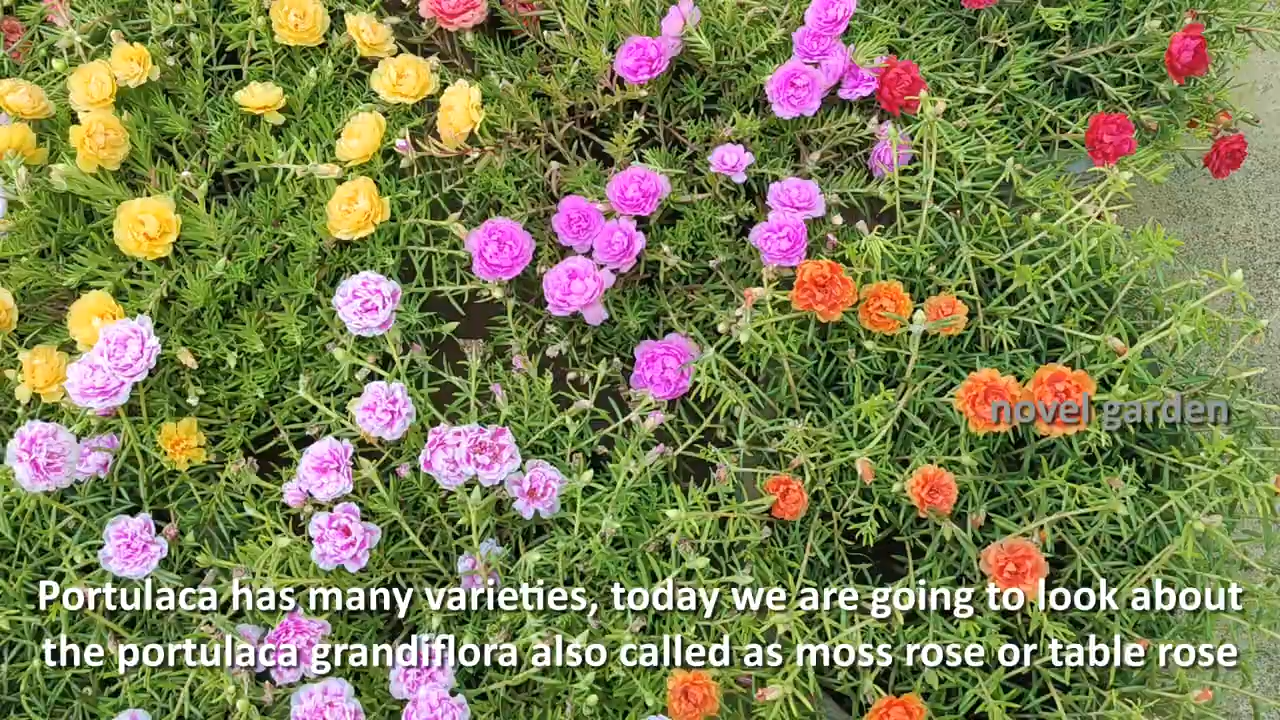 novel garden
Portulaca has many varieties, today we are going to look about
the portulaca grandiflora also called as moss rose or table rose